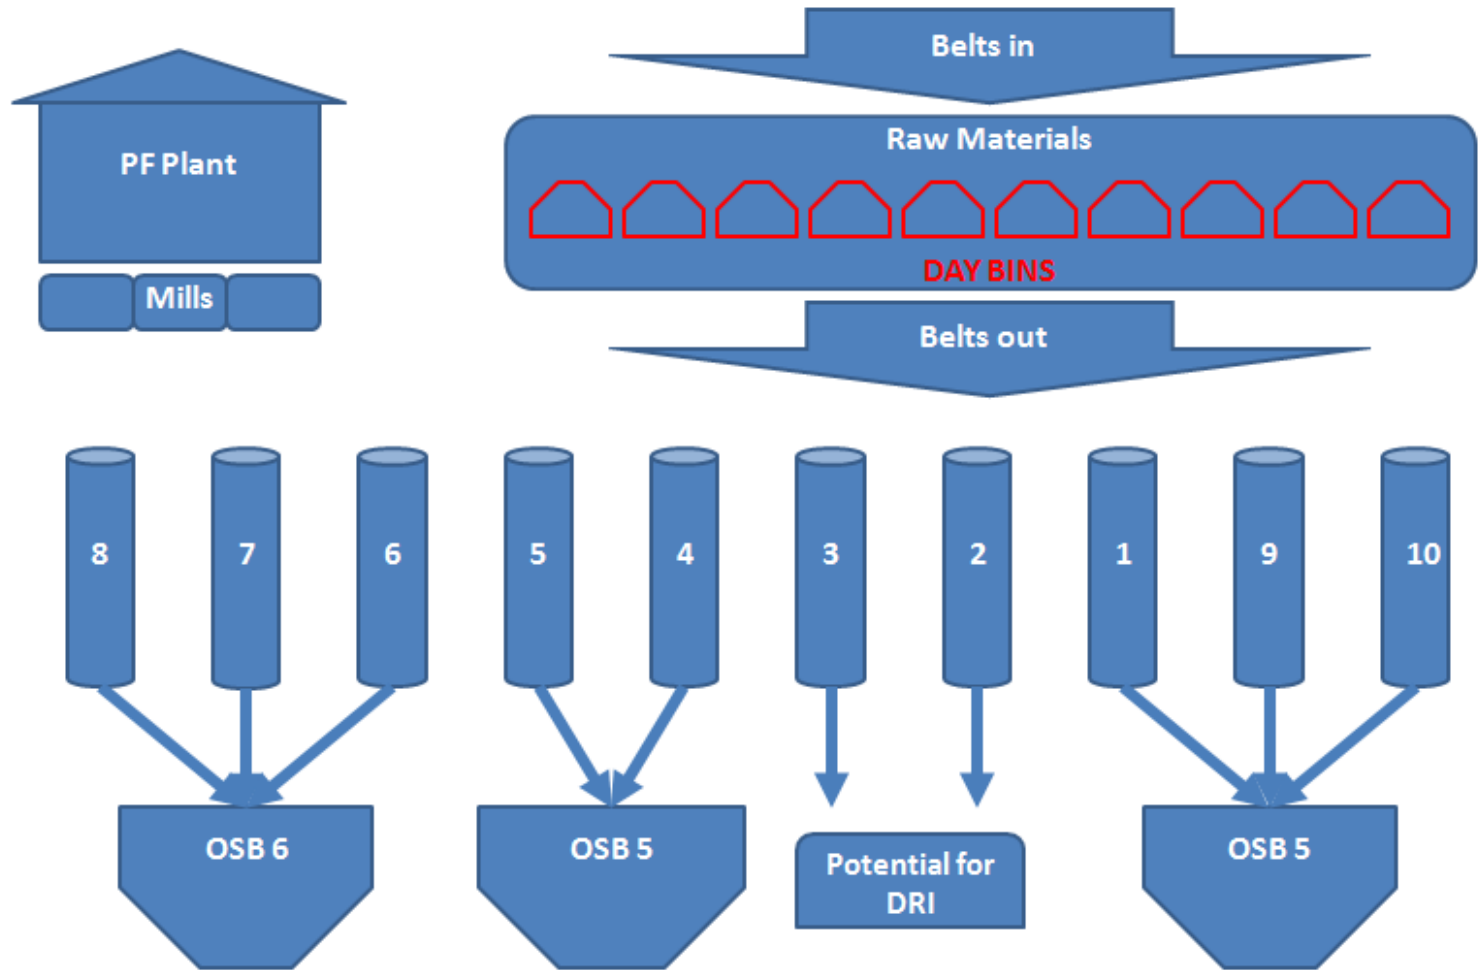 Belts in
PF Plant
Raw Materials
DAY BINS
Mills
Belts out
8 7 6 5 4 3 2 1 9 10
OSB 6
OSB 5
Potential for
DRI
OSB 5